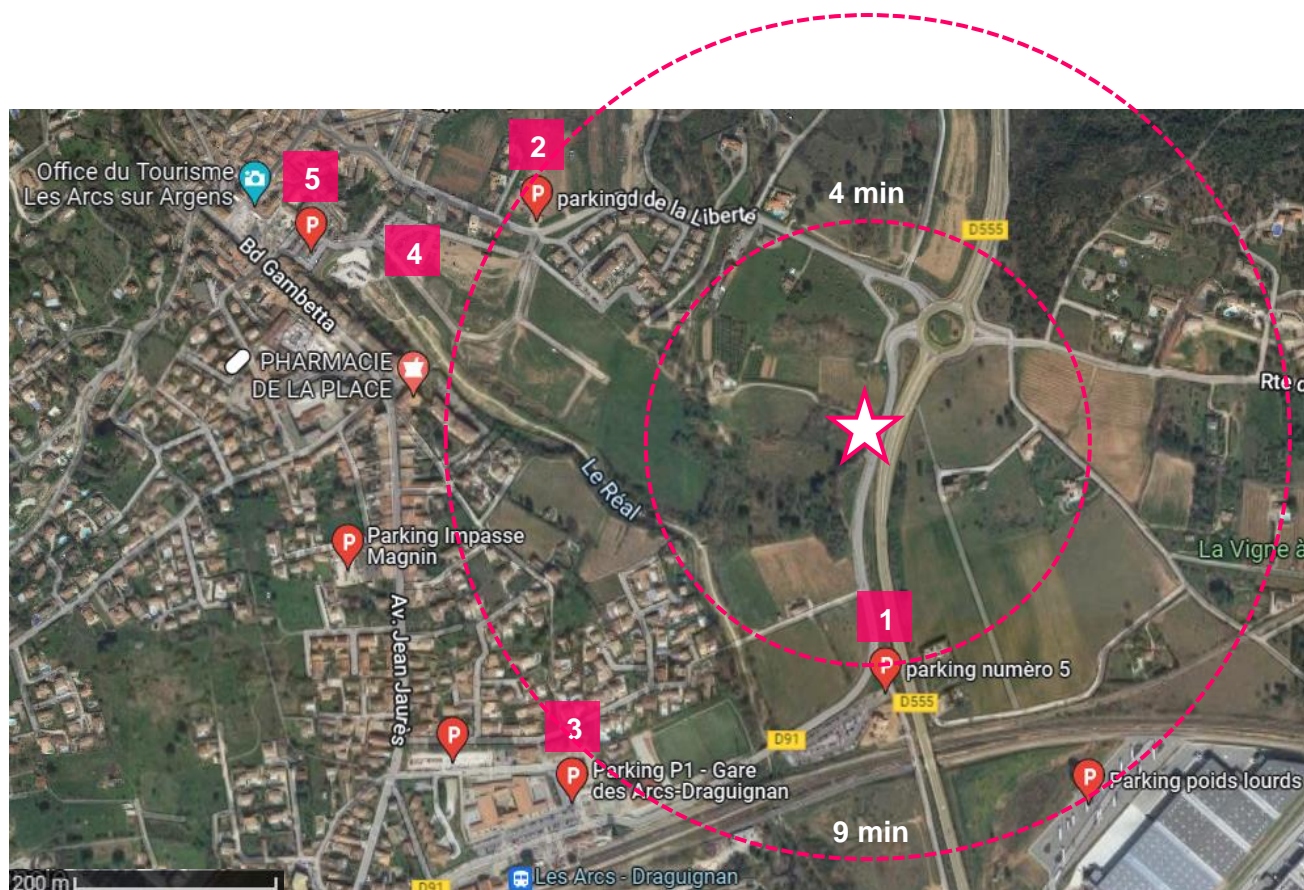 2
Office du Tourisme
Les Arcs sur Argens
5
parkingd de la Liberté
4 min
D555
4
Bd Gambetta
PHARMACIE
DE LA PLACE
Rte d
Le Réal
Parking Impasse
Magnin
La Vigne à
Av. Jean Jaurès
1
parking numèro 5
D555
3
D91
Parking P1 - Gare
des Arcs-Draguignan
Parking poids lourds
9 min
Les Arcs - Draguignan
D91
200 m